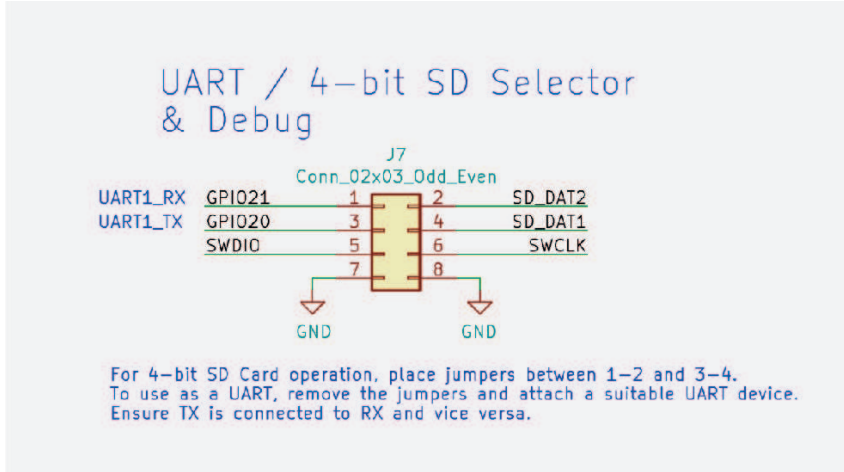 UART / 4-bit SD Selector
& Debug
J7
Conn_02x03_Odd_Even
UART1_RX GPIO21 1 2 SD_DAT2
UART1_TX GPIO20 3 4 SD_DAT1
SWDIO 5 6 SWCLK
7 8
GND GND
For 4-bit SD Card operation, place jumpers between 1-2 and 3-4.
To use as a UART, remove the jumpers and attach a suitable UART device.
Ensure TX is connected to RX and vice versa.